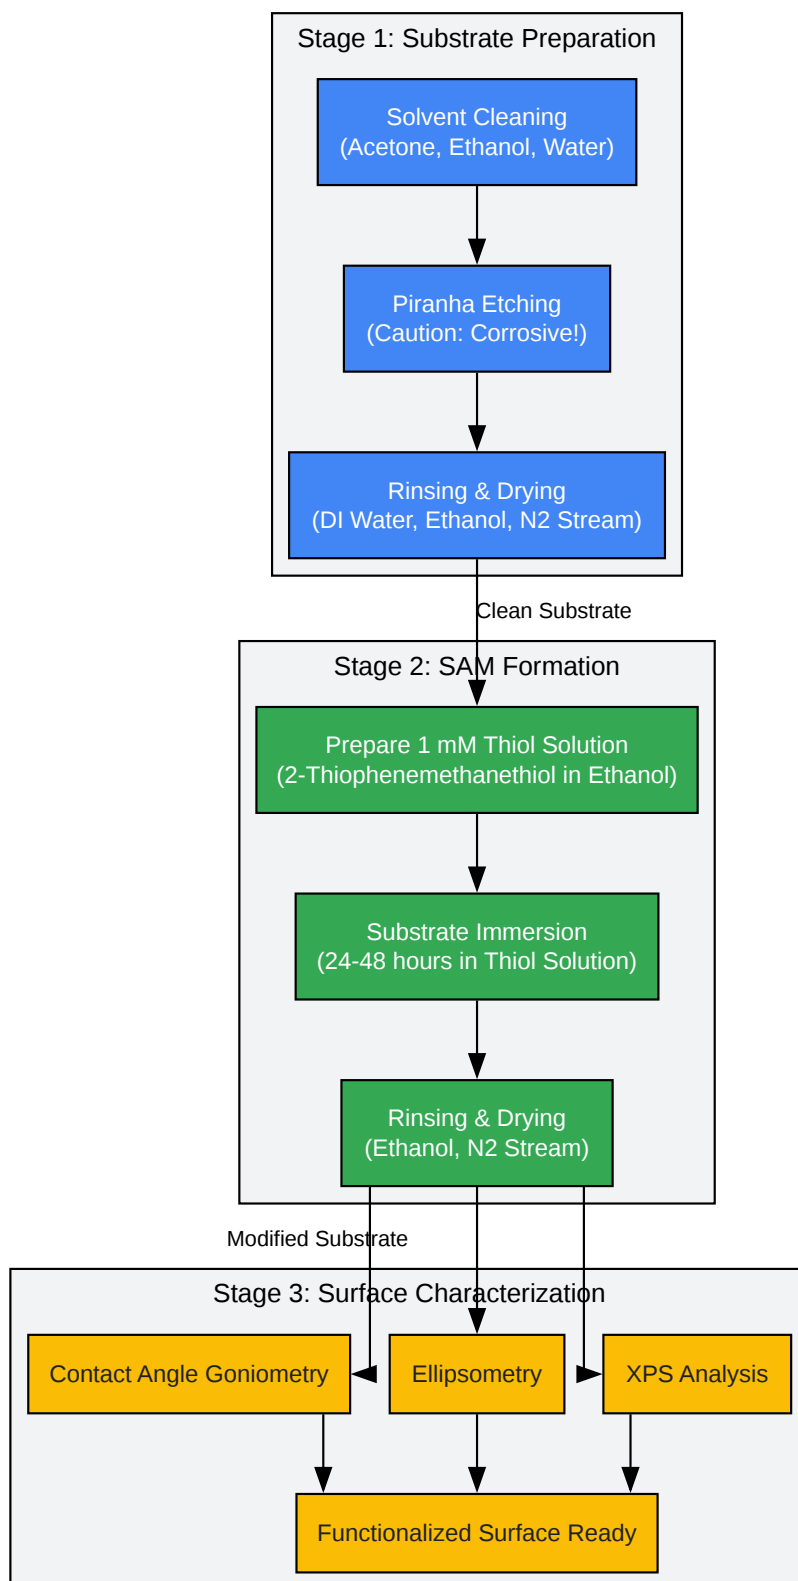 Stage 1: Substrate Preparation
Solvent Cleaning
(Acetone, Ethanol, Water)
Piranha Etching
(Caution: Corrosive!)
Rinsing & Drying
(DI Water, Ethanol, N2 Stream)
Clean Substrate
Stage 2: SAM Formation
Prepare 1 mM Thiol Solution
(2-Thiophenemethanethiol in Ethanol)
Substrate Immersion
(24-48 hours in Thiol Solution)
Rinsing & Drying
(Ethanol, N2 Stream)
Modified Substrate
Stage 3: Surface Characterization
Contact Angle Goniometry
Ellipsometry
XPS Analysis
Functionalized Surface Ready